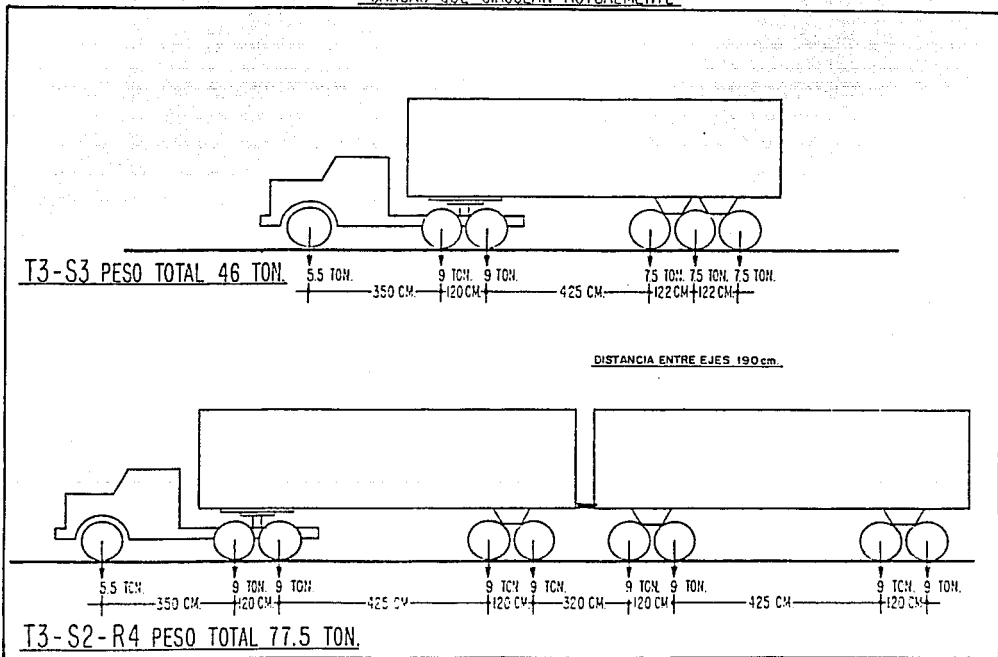 QUE CIRCULAN ACTUALMENTE
T3-S3 PESO TOTAL 46 TON.
5.5 TON. 9 TON. 9 TON. 7.5 TON. 7.5 TON. 7.5 TON.
350 CM. 120 CM. 425 CM. 122 CM 122 CM
DISTANCIA ENTRE EJES 190cm.
5.5 TON. 9 TON. 9 TON. 9 TON. 9 TON. 9 TON. 9 TON. 9 TON. 9 TON.
350 CM. 120 CM. 425 CM 120 CM 320 CM. 120 CM 425 CM. 120 CM
T3-S2-R4 PESO TOTAL 77.5 TON.